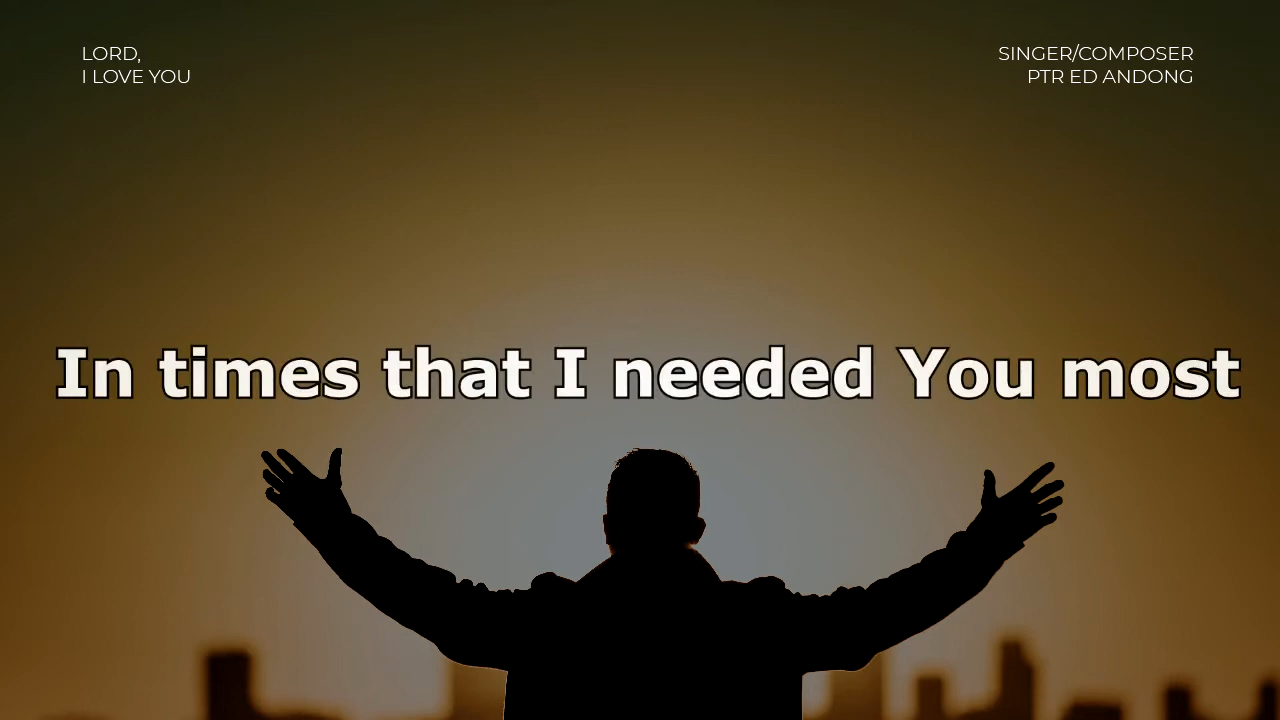 LORD,
I LOVE YOU
SINGER/COMPOSER
PTR ED ANDONG
In times that I needed You most